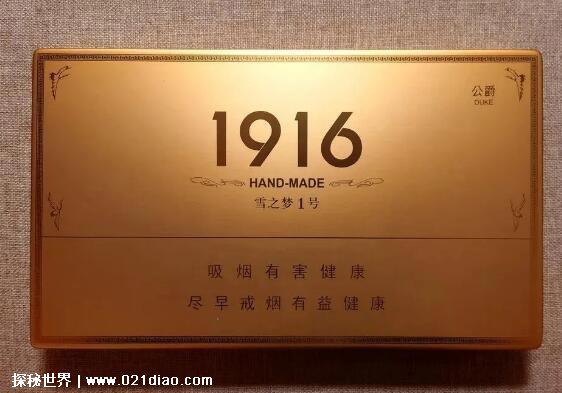 公爵
DUKE
1916
HAND-MADE
雪之梦1号
吸烟有害健康
尽早戒烟有益健康
探秘世界 | www.021diao.com